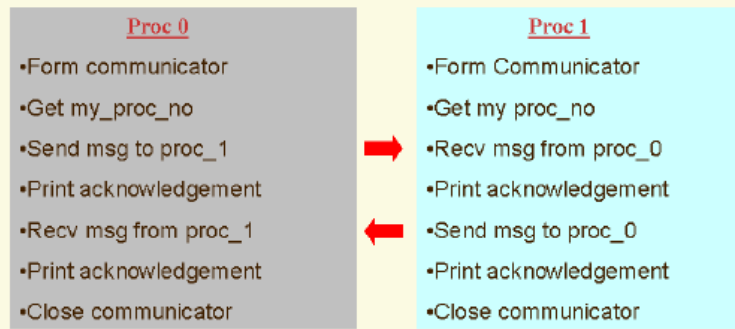 Proc 0
•Form communicator
•Get my_proc_no
•Send msg to proc_1
•Print acknowledgement
•Recv msg from proc_1
•Print acknowledgement
•Close communicator
Proc 1
•Form Communicator
•Get my proc_no
•Recv msg from proc_0
•Print acknowledgement
•Send msg to proc_0
•Print acknowledgement
•Close communicator